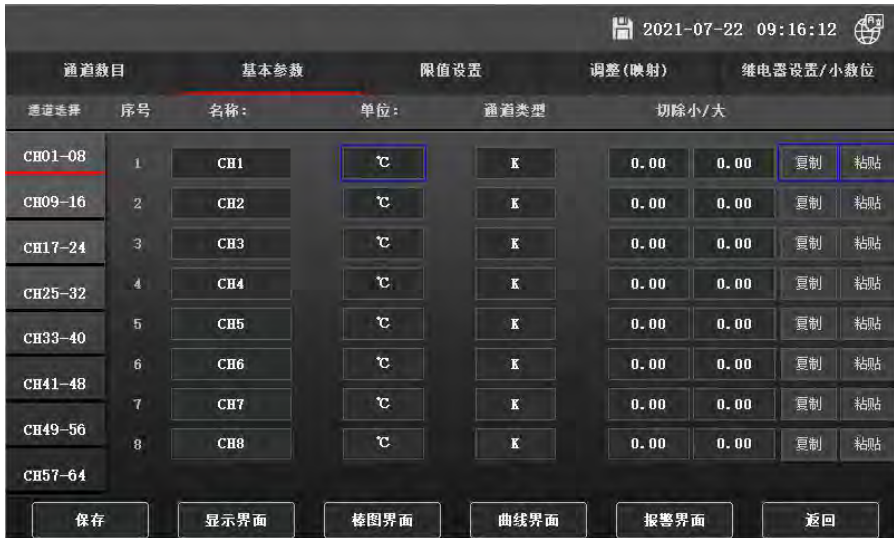 2021-07-22 09:16:12
通道数目 基本参数 限值设置 调整(映射) 继电器设置/小数位
通道选择 序号 名称: 单位: 通道类型 切除小/大
CH01-08 1 CH1 ℃ K 0.00 0.00 复制 粘贴
CH09-16 2 CH2 ℃ K 0.00 0.00 复制 粘贴
CH17-24 3 CH3 ℃ K 0.00 0.00 复制 粘贴
CH25-32 4 CH4 ℃ K 0.00 0.00 复制 粘贴
CH33-40 5 CH5 ℃ K 0.00 0.00 复制 粘贴
CH41-48 6 CH6 ℃ K 0.00 0.00 复制 粘贴
CH49-56 7 CH7 ℃ K 0.00 0.00 复制 粘贴
CH57-64 8 CH8 ℃ K 0.00 0.00 复制 粘贴
保存 显示界面 棒图界面 曲线界面 报警界面 返回